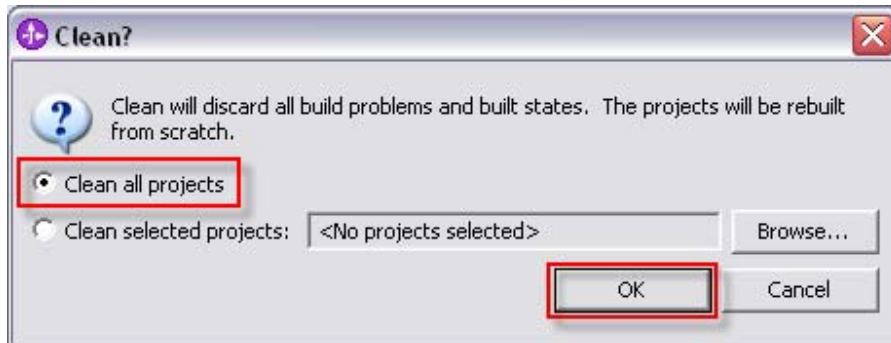 Clean?
Clean will discard all build problems and built states. The projects will be rebuilt
from scratch.
Clean all projects
Clean selected projects: <No projects selected> Browse...
OK Cancel